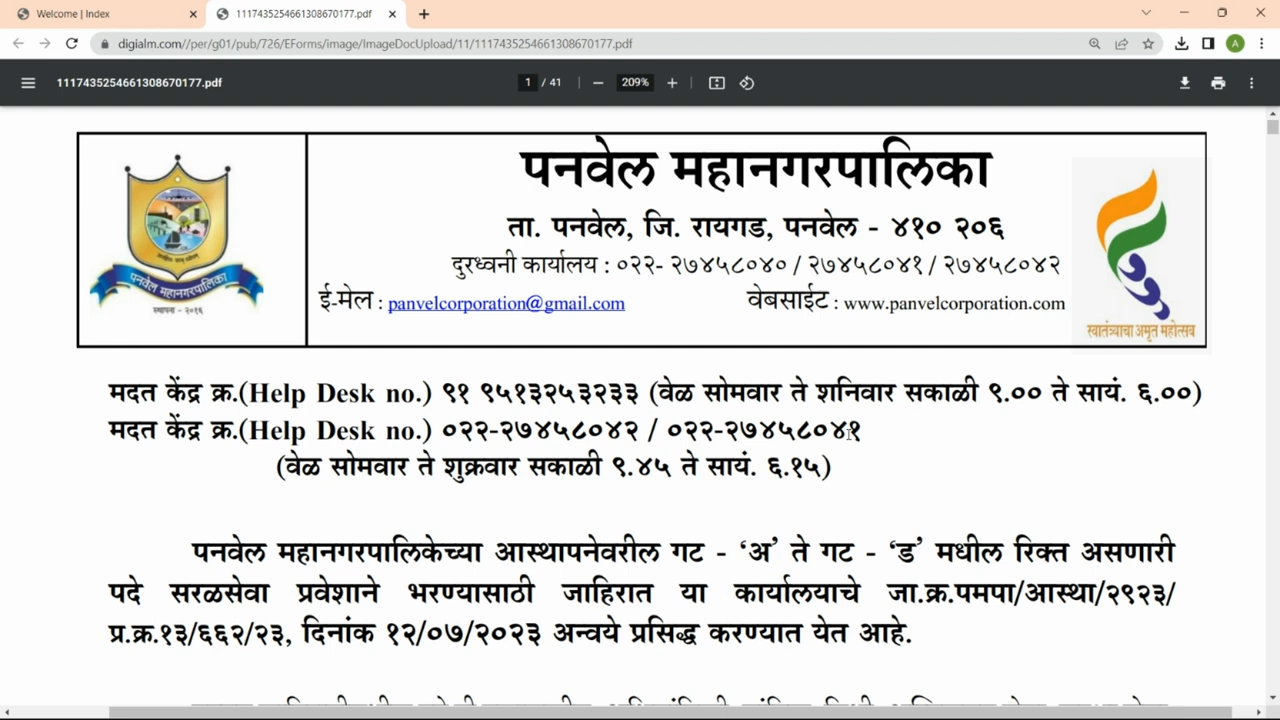 Welcome | Index
1117435254661308670177.pdf
digialm.com//per/g01/pub/726/EForms/image/ImageDocUpload/11/1117435254661308670177.pdf
A
1117435254661308670177.pdf
1 / 41
209%
पनवेल महानगरपालिका
ता. पनवेल, जि. रायगड, पनवेल - ४१० २०६
दुरध्वनी कार्यालय : ०२२- २७४५८०४० / २७४५८०४१ / २७४५८०४२
ई-मेल : panvelcorporation@gmail.com वेबसाईट : www.panvelcorporation.com
पनवेल महानगरपालिका
स्थापना - २०१६
स्वातंत्र्याचा अमृत महोत्सव
मदत केंद्र क्र.(Help Desk no.) ९१ ९५१३२५३२३३ (वेळ सोमवार ते शनिवार सकाळी ९.०० ते सायं. ६.००)
मदत केंद्र क्र.(Help Desk no.) ०२२-२७४५८०४२ / ०२२-२७४५८०४१
(वेळ सोमवार ते शुक्रवार सकाळी ९.४५ ते सायं. ६.१५)
पनवेल महानगरपालिकेच्या आस्थापनेवरील गट - ‘अ’ ते गट - ‘ड’ मधील रिक्त असणारी
पदे सरळसेवा प्रवेशाने भरण्यासाठी जाहिरात या कार्यालयाचे जा.क्र.पमपा/आस्था/२९२३/
प्र.क्र.१३/६६२/२३, दिनांक १२/०७/२०२३ अन्वये प्रसिद्ध करण्यात येत आहे.